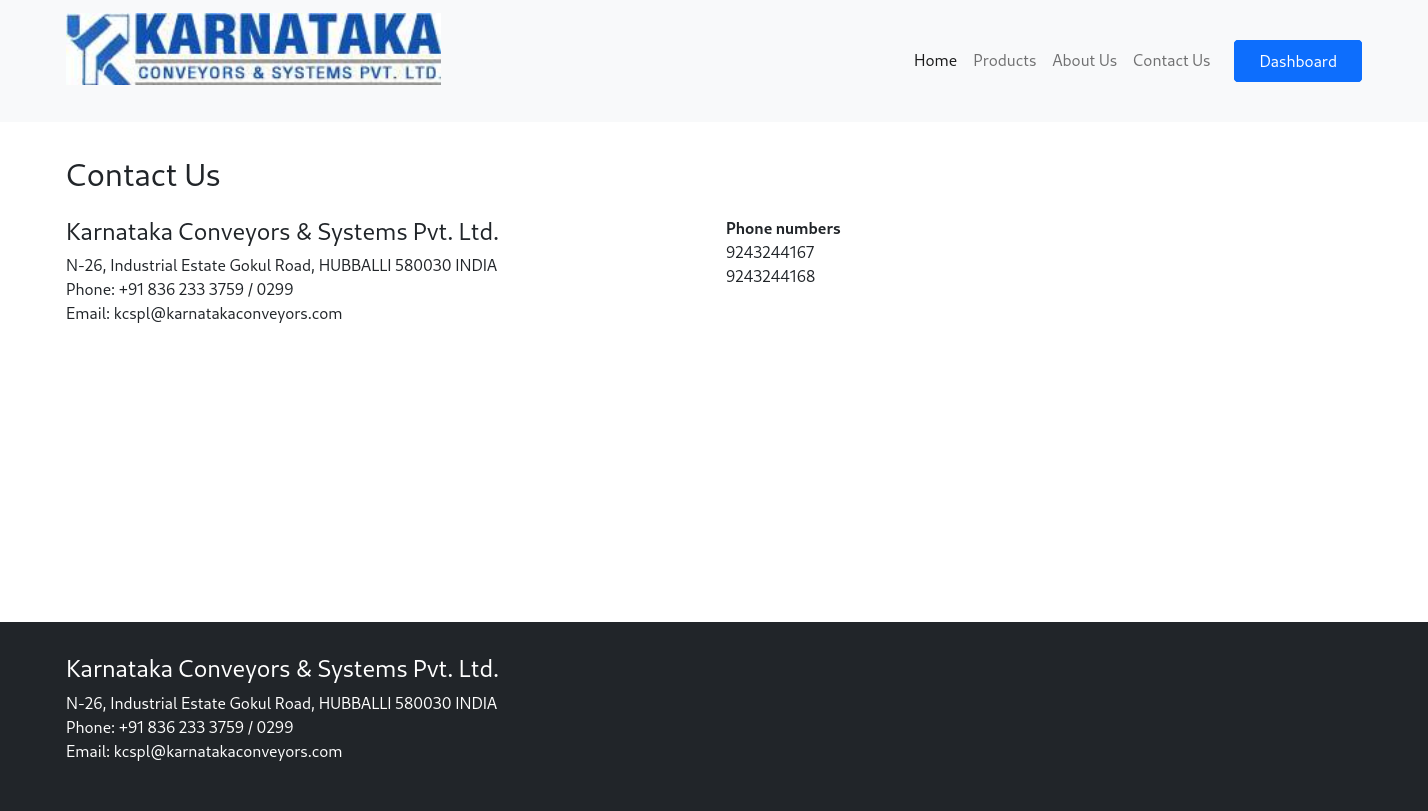 KARNATAKA
CONVEYORS & SYSTEMS PVT. LTD.
Home
Products
About Us
Contact Us
Dashboard
Contact Us
Karnataka Conveyors & Systems Pvt. Ltd.
N-26, Industrial Estate Gokul Road, HUBBALLI 580030 INDIA
Phone: +91 836 233 3759 / 0299
Email: kcspl@karnatakaconveyors.com
Phone numbers
9243244167
9243244168
Karnataka Conveyors & Systems Pvt. Ltd.
N-26, Industrial Estate Gokul Road, HUBBALLI 580030 INDIA
Phone: +91 836 233 3759 / 0299
Email: kcspl@karnatakaconveyors.com